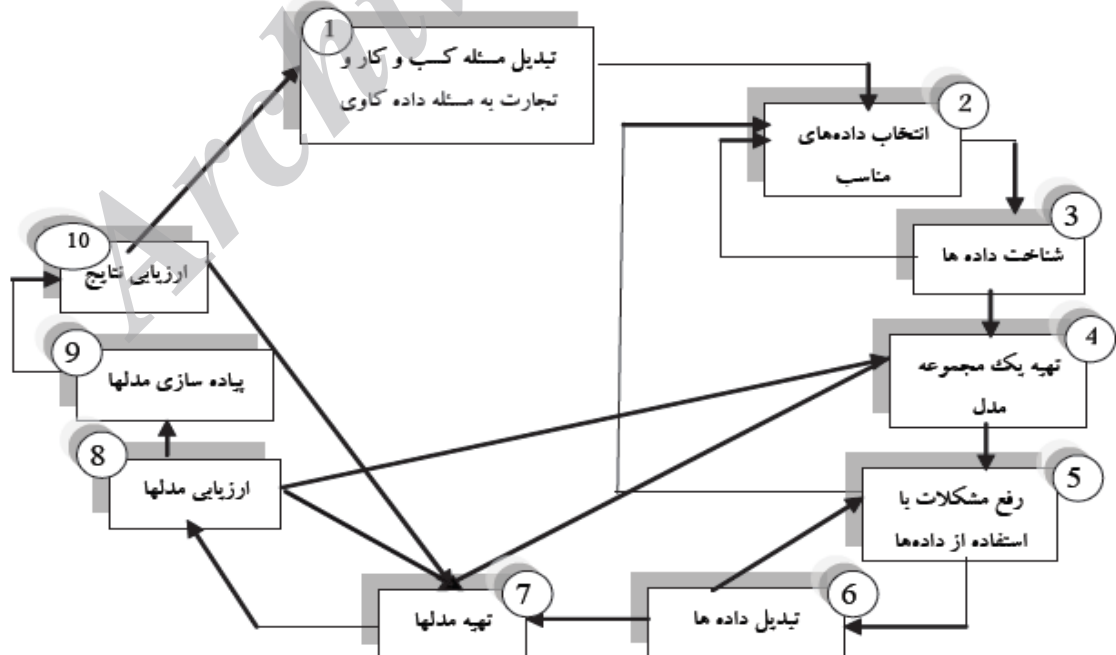 1
تبدیل مسئله کسب و کار و
تجارت به مسئله داده کاوی
2
انتخاب داده‌های
مناسب
3
شناخت داده ها
4
تهیه یک مجموعه
مدل
5
رفع مشکلات با
استفاده از داده‌ها
6
تبدیل داده ها
7
تهیه مدلها
8
ارزیابی مدلها
9
پیاده سازی مدلها
10
ارزیابی نتایج